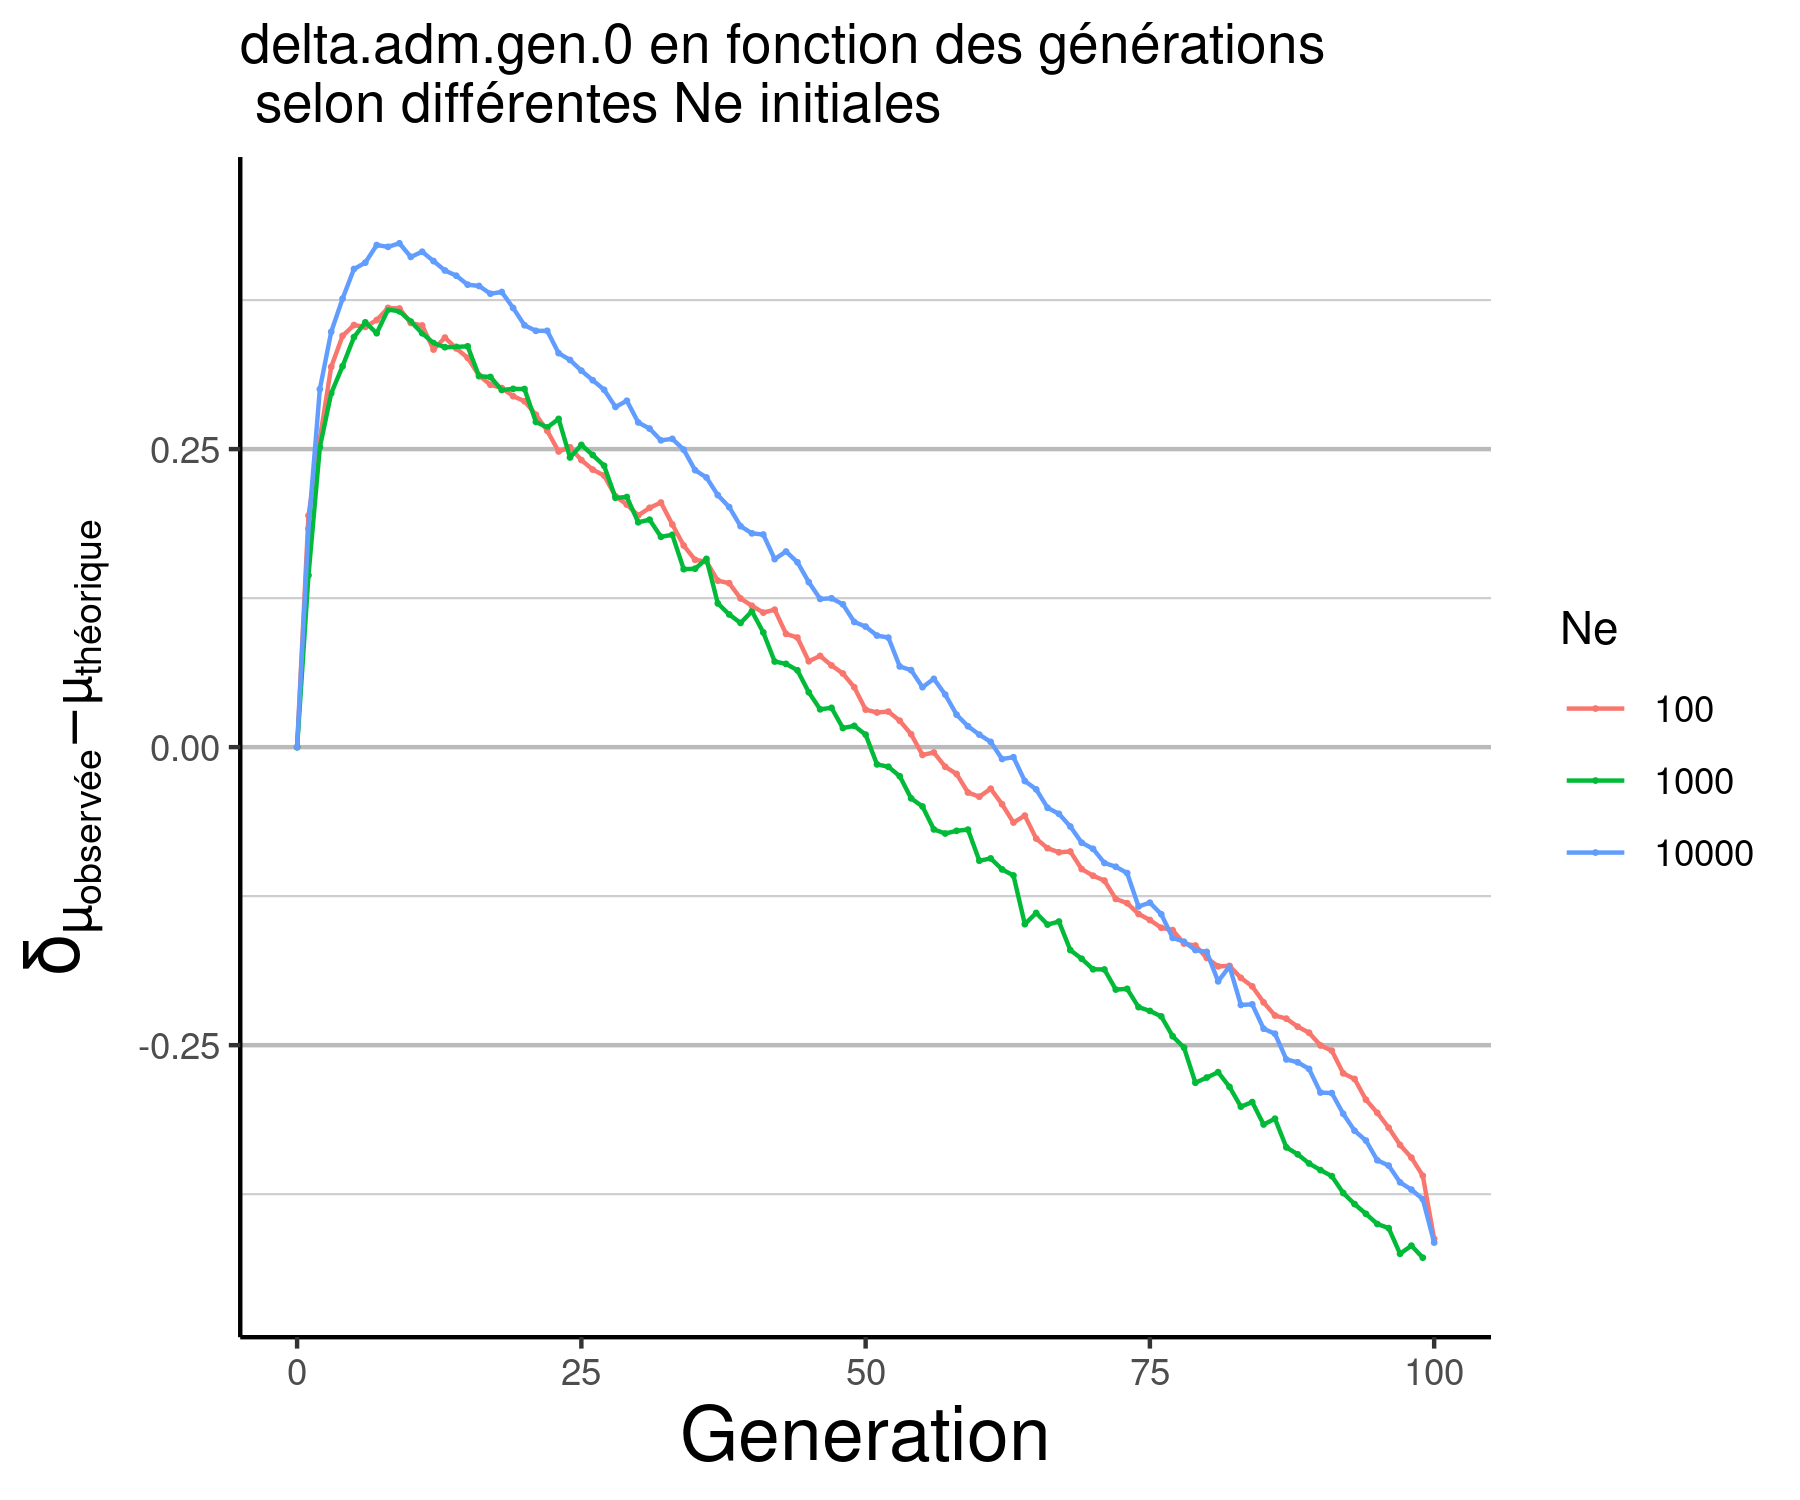 delta.adm.gen.0 en fonction des générations
selon différentes Ne initiales
δμobservée − μthéorique
0.25
0.00
-0.25
0
25
50
75
100
Generation
Ne
100
1000
10000